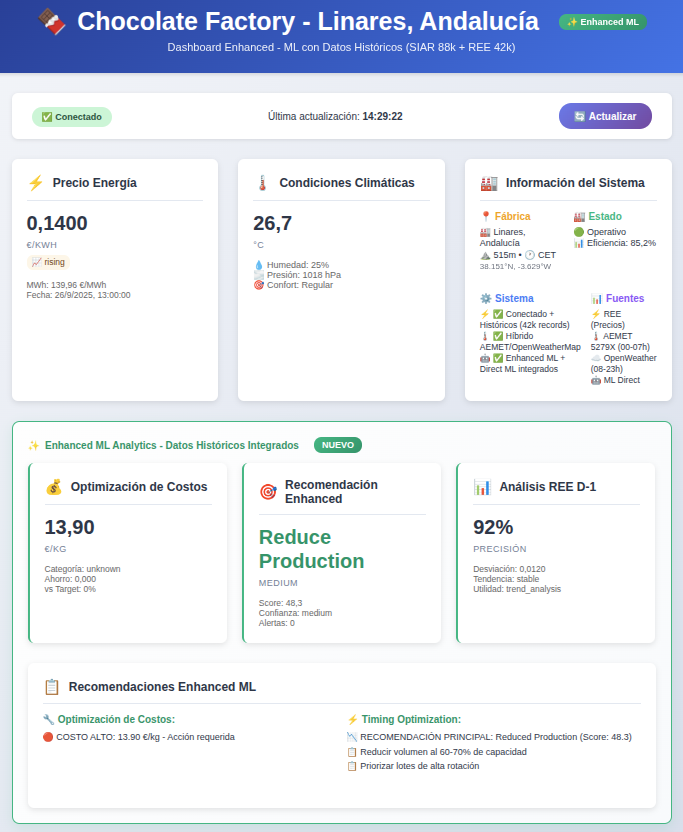 Chocolate Factory - Linares, Andalucía
✨ Enhanced ML
Dashboard Enhanced - ML con Datos Históricos (SIAR 88k + REE 42k)
✅ Conectado
Última actualización: 14:29:22
🔄 Actualizar
⚡ Precio Energía
0,1400
€/KWH
📈 rising
MWh: 139,96 €/MWh
Fecha: 26/9/2025, 13:00:00
🌡️ Condiciones Climáticas
26,7
°C
💧 Humedad: 25%
Presión: 1018 hPa
🎯 Confort: Regular
🏭 Información del Sistema
📍 Fábrica
🏭 Linares,
Andalucía
⛰️ 515m • 🕐 CET
38.151°N, -3.629°W
🏭 Estado
🟢 Operativo
📊 Eficiencia: 85,2%
⚙️ Sistema
⚡ ✅ Conectado +
Históricos (42k records)
🌡️ ✅ Híbrido
AEMET/OpenWeatherMap
🤖 ✅ Enhanced ML +
Direct ML integrados
📊 Fuentes
⚡ REE
(Precios)
🌡️ AEMET
5279X (00-07h)
☁️ OpenWeather
(08-23h)
🤖 ML Direct
✨ Enhanced ML Analytics - Datos Históricos Integrados
NUEVO
💰 Optimización de Costos
13,90
€/KG
Categoría: unknown
Ahorro: 0,000
vs Target: 0%
🎯 Recomendación
Enhanced
Reduce
Production
MEDIUM
Score: 48,3
Confianza: medium
Alertas: 0
📊 Análisis REE D-1
92%
PRECISIÓN
Desviación: 0,0120
Tendencia: stable
Utilidad: trend_analysis
📋 Recomendaciones Enhanced ML
🔧 Optimización de Costos:
🔴 COSTO ALTO: 13.90 €/kg - Acción requerida
⚡ Timing Optimization:
📉 RECOMENDACIÓN PRINCIPAL: Reduced Production (Score: 48.3)
📋 Reducir volumen al 60-70% de capacidad
📋 Priorizar lotes de alta rotación